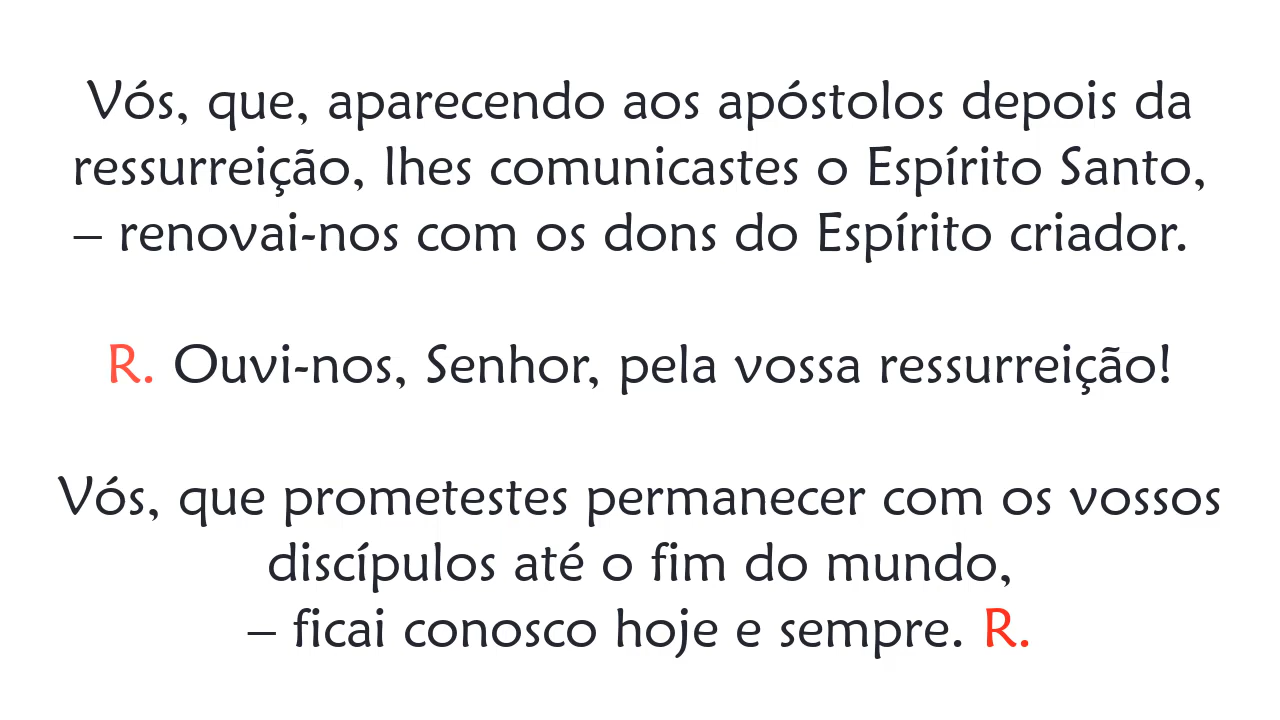 Vós, que, aparecendo aos apóstolos depois da
ressurreição, lhes comunicastes o Espírito Santo,
– renovai-nos com os dons do Espírito criador.
R. Ouvi-nos, Senhor, pela vossa ressurreição!
Vós, que prometestes permanecer com os vossos
discípulos até o fim do mundo,
– ficai conosco hoje e sempre. R.